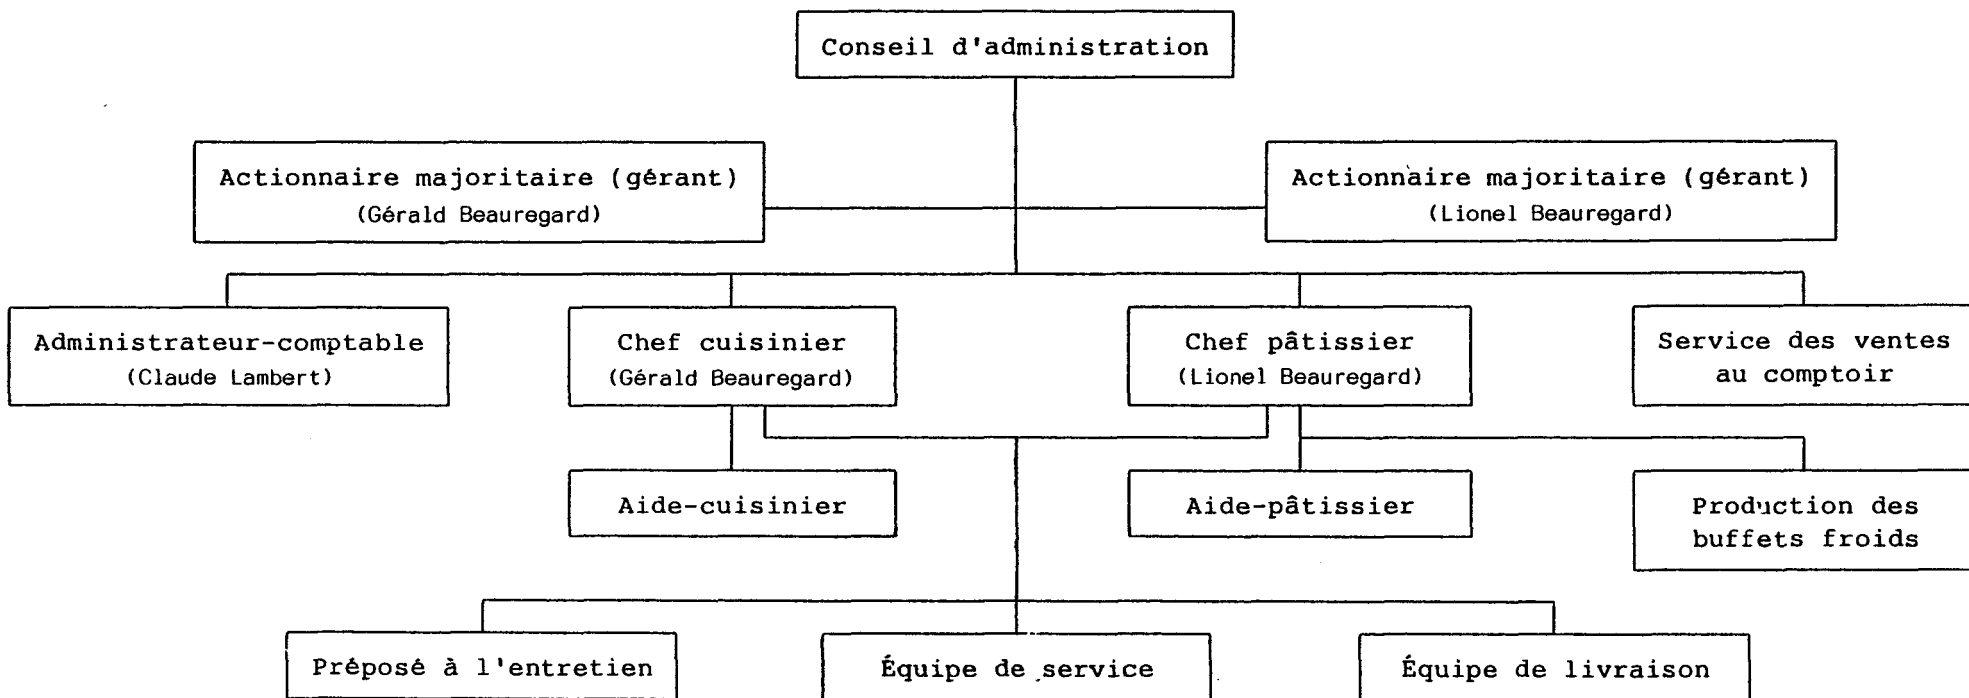 Conseil d'administration
Actionnaire majoritaire (gérant)
(Gérald Beauregard)
Actionnaire majoritaire (gérant)
(Lionel Beauregard)
Administrateur-comptable
(Claude Lambert)
Chef cuisinier
(Gérald Beauregard)
Chef pâtissier
(Lionel Beauregard)
Service des ventes
au comptoir
Aide-cuisinier
Aide-pâtissier
Production des
buffets froids
Préposé à l'entretien
Équipe de service
Équipe de livraison